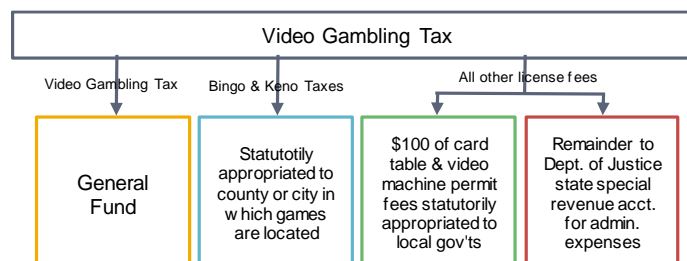 Video Gambling Tax
Video Gambling Tax
Bingo & Keno Taxes
All other license fees
General
Fund
Statutotily
appropriated to
county or city in
which games
are located
$100 of card
table & video
machine permit
fees statutorily
appropriated to
local gov'ts
Remainder to
Dept. of Justice
state special
revenue acct.
for admin.
expenses